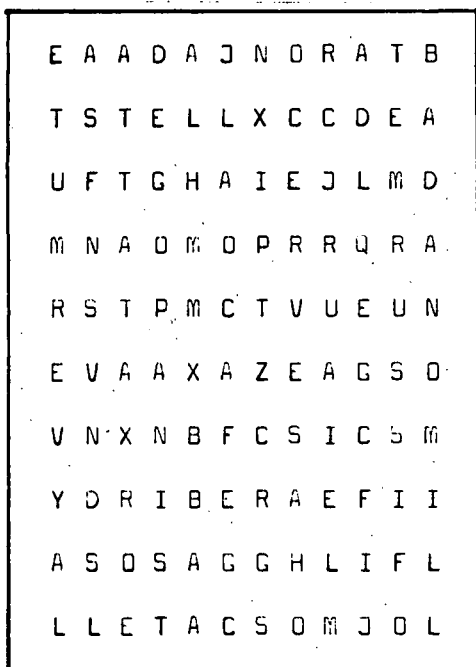 E A A D A J N O R A T B
T S T E L L X C C D E A
U F T G H A I E J L M D
M N A O M O P R R Q R A
R S T P M C T V U E U N
E V A A X A Z E A G S O
V N X N B F C S I C S M
Y D R I B E R A E F I I
A S O S A G G H L I F L
L L E T A C S O M J O L